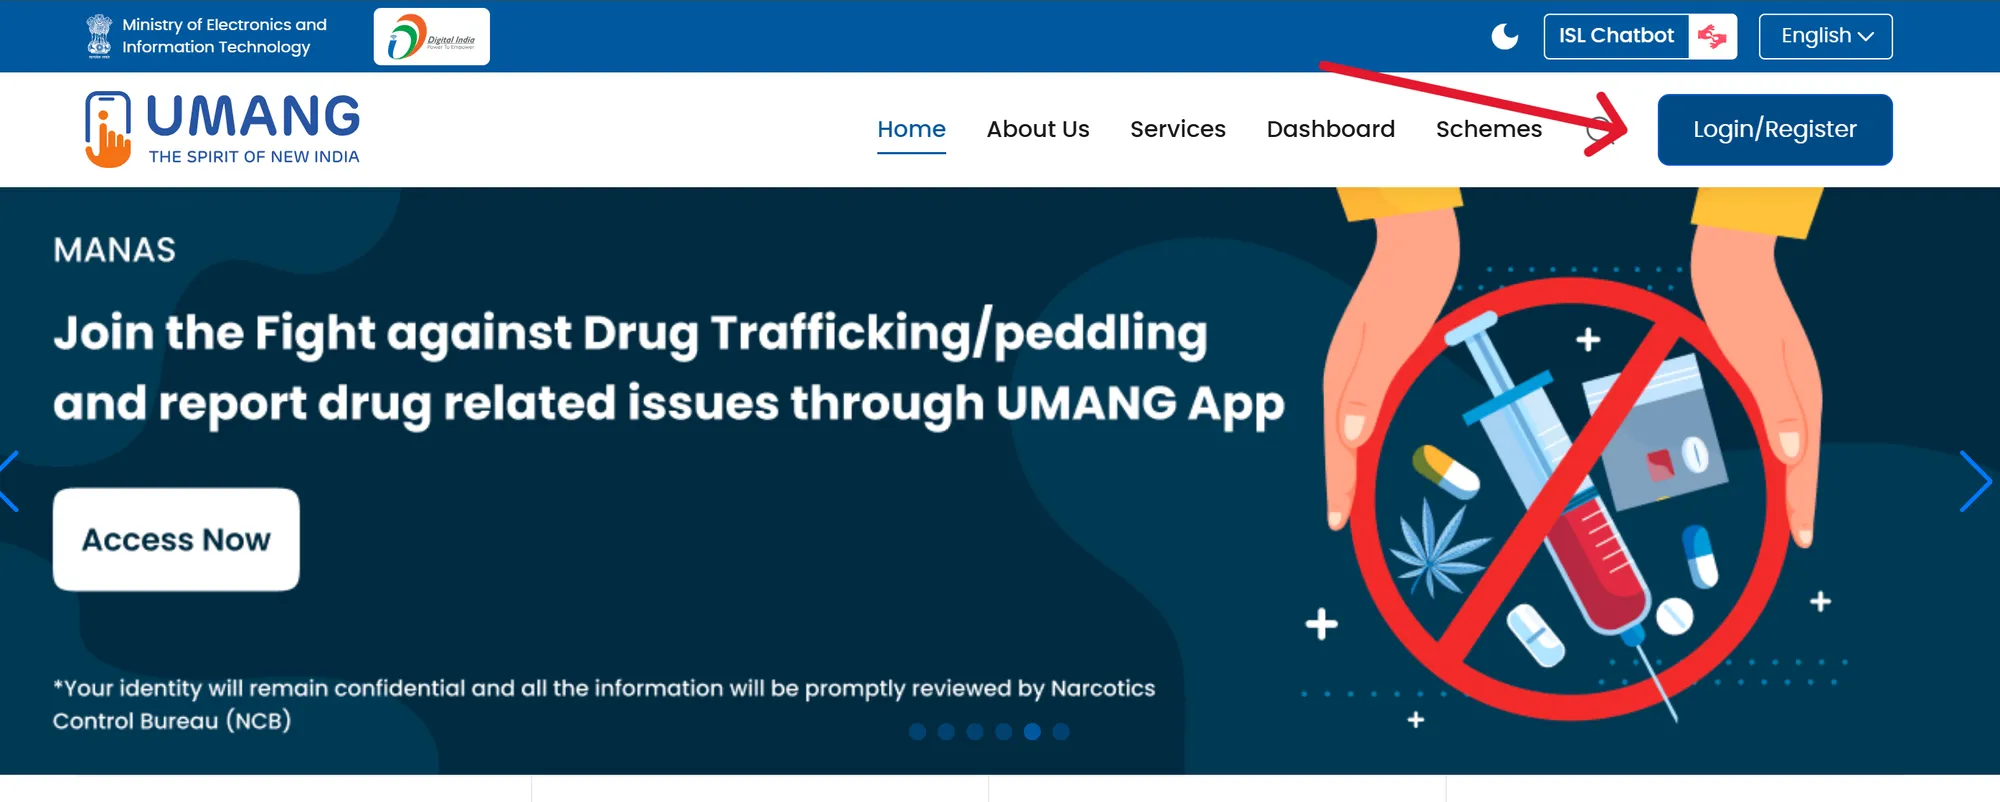 Ministry of Electronics and
Information Technology
Digital India
Power To Empower
ISL Chatbot
English
UMANG
THE SPIRIT OF NEW INDIA
Home
About Us
Services
Dashboard
Schemes
Login/Register
MANAS
Join the Fight against Drug Trafficking/peddling
and report drug related issues through UMANG App
Access Now
*Your identity will remain confidential and all the information will be promptly reviewed by Narcotics
Control Bureau (NCB)